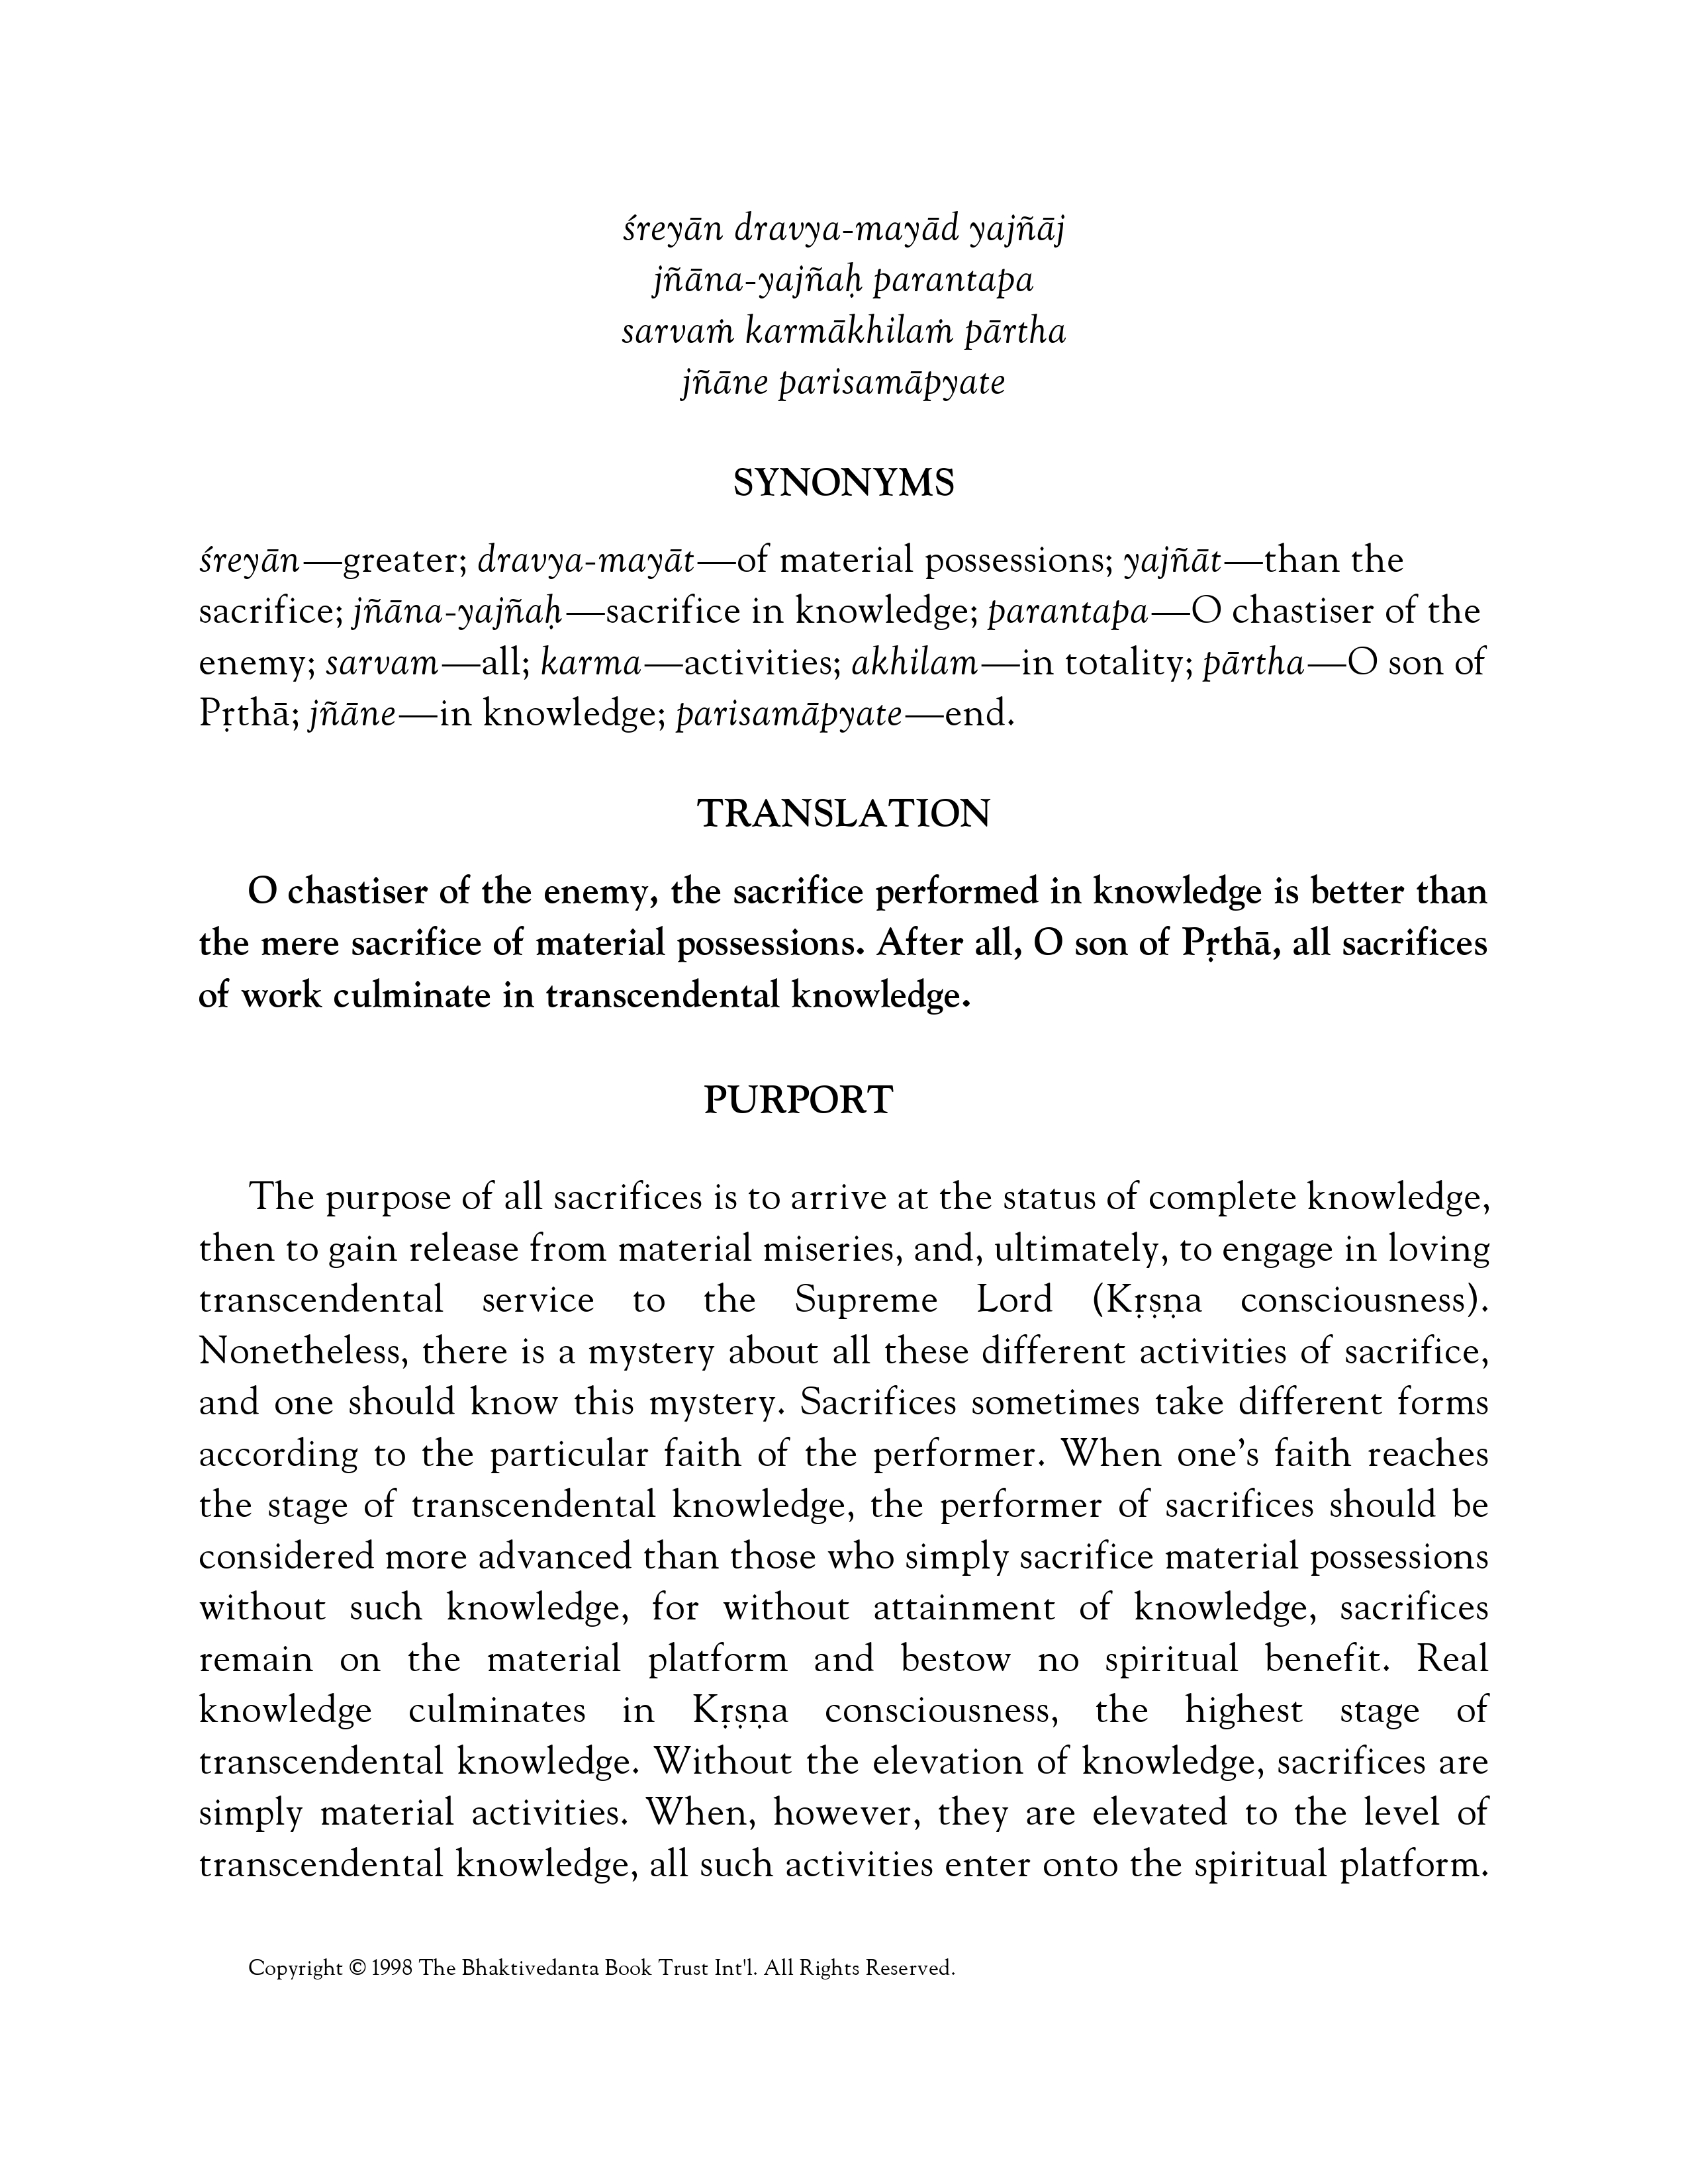 śreyān dravya-mayād yajñāj
jñāna-yajñaḥ parantapa
sarvaṁ karmākhilaṁ pārtha
jñāne parisamāpyate
SYNONYMS
śreyān—greater; dravya-mayāt—of material possessions; yajñāt—than the
sacrifice; jñāna-yajñaḥ—sacrifice in knowledge; parantapa—O chastiser of the
enemy; sarvam—all; karma—activities; akhilam—in totality; pārtha—O son of
Pṛthā; jñāne—in knowledge; parisamāpyate—end.
TRANSLATION
O chastiser of the enemy, the sacrifice performed in knowledge is better than
the mere sacrifice of material possessions. After all, O son of Pṛthā, all sacrifices
of work culminate in transcendental knowledge.
PURPORT
The purpose of all sacrifices is to arrive at the status of complete knowledge,
then to gain release from material miseries, and, ultimately, to engage in loving
transcendental service to the Supreme Lord (Kṛṣṇa consciousness).
Nonetheless, there is a mystery about all these different activities of sacrifice,
and one should know this mystery. Sacrifices sometimes take different forms
according to the particular faith of the performer. When one’s faith reaches
the stage of transcendental knowledge, the performer of sacrifices should be
considered more advanced than those who simply sacrifice material possessions
without such knowledge, for without attainment of knowledge, sacrifices
remain on the material platform and bestow no spiritual benefit. Real
knowledge culminates in Kṛṣṇa consciousness, the highest stage of
transcendental knowledge. Without the elevation of knowledge, sacrifices are
simply material activities. When, however, they are elevated to the level of
transcendental knowledge, all such activities enter onto the spiritual platform.
Copyright © 1998 The Bhaktivedanta Book Trust Int'l. All Rights Reserved.